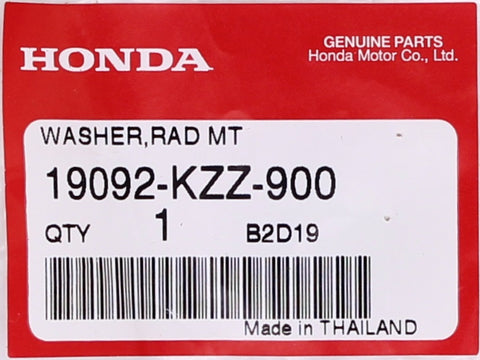 HONDA
GENUINE PARTS
Honda Motor Co., Ltd.
WASHER,RAD MT
19092-KZZ-900
QTY 1 B2D19
Made in THAILAND